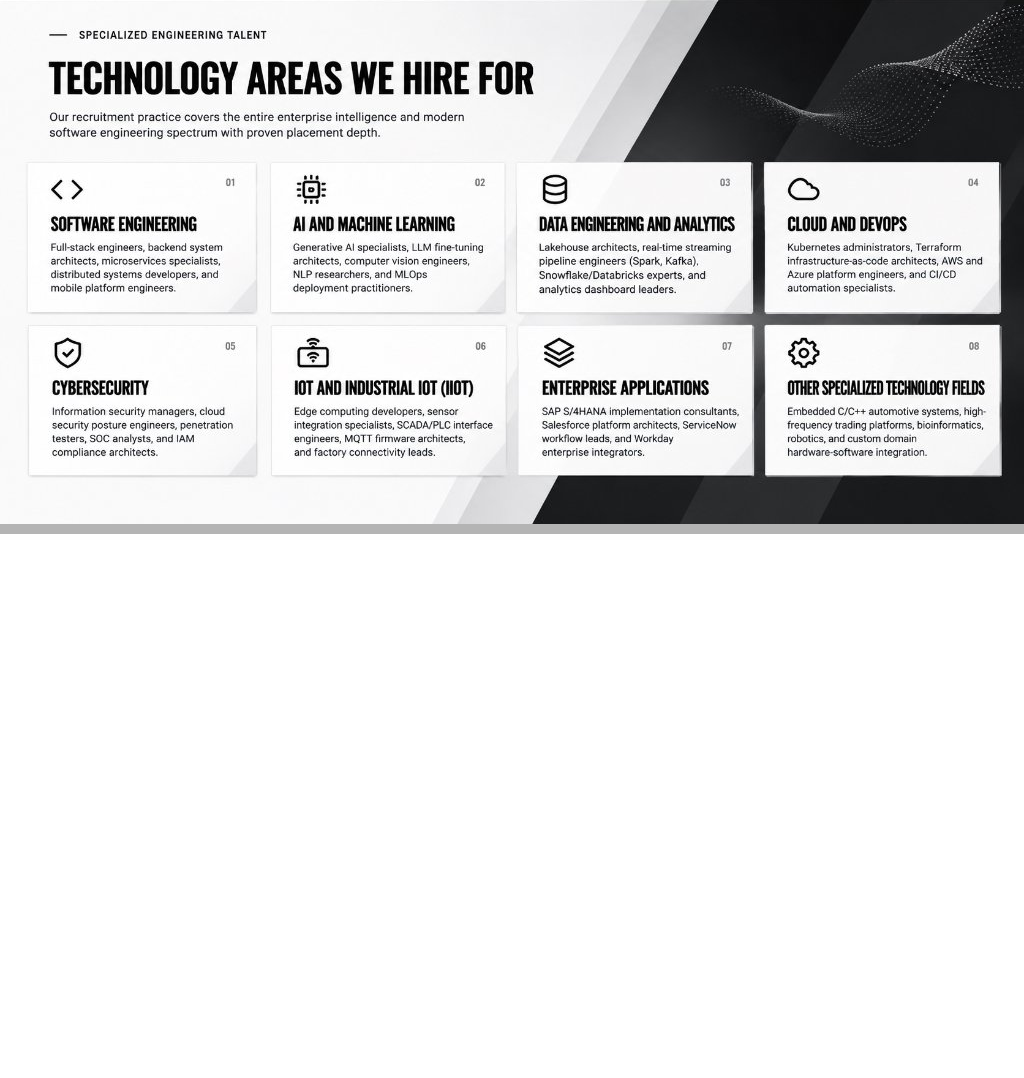 SPECIALIZED ENGINEERING TALENT
TECHNOLOGY AREAS WE HIRE FOR
Our recruitment practice covers the entire enterprise intelligence and modern
software engineering spectrum with proven placement depth.
01
SOFTWARE ENGINEERING
Full-stack engineers, backend system
architects, microservices specialists,
distributed systems developers, and
mobile platform engineers.
02
AI AND MACHINE LEARNING
Generative AI specialists, LLM fine-tuning
architects, computer vision engineers,
NLP researchers, and MLOps
deployment practitioners.
03
DATA ENGINEERING AND ANALYTICS
Lakehouse architects, real-time streaming
pipeline engineers (Spark, Kafka),
Snowflake/Databricks experts, and
analytics dashboard leaders.
04
CLOUD AND DEVOPS
Kubernetes administrators, Terraform
infrastructure-as-code architects, AWS and
Azure platform engineers, and CI/CD
automation specialists.
05
CYBERSECURITY
Information security managers, cloud
security posture engineers, penetration
testers, SOC analysts, and IAM
compliance architects.
06
IOT AND INDUSTRIAL IOT (IIOT)
Edge computing developers, sensor
integration specialists, SCADA/PLC interface
engineers, MQTT firmware architects,
and factory connectivity leads.
07
ENTERPRISE APPLICATIONS
SAP S/4HANA implementation consultants,
Salesforce platform architects, ServiceNow
workflow leads, and Workday
enterprise integrators.
08
OTHER SPECIALIZED TECHNOLOGY FIELDS
Embedded C/C++ automotive systems, high-
frequency trading platforms, bioinformatics,
robotics, and custom domain
hardware-software integration.